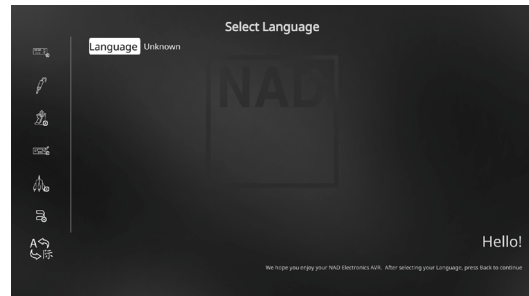 Select Language
Language Unknown
NAD
Hello!
We hope you enjoy your NAD Electronics AVR. After selecting your Language, press Back to continue